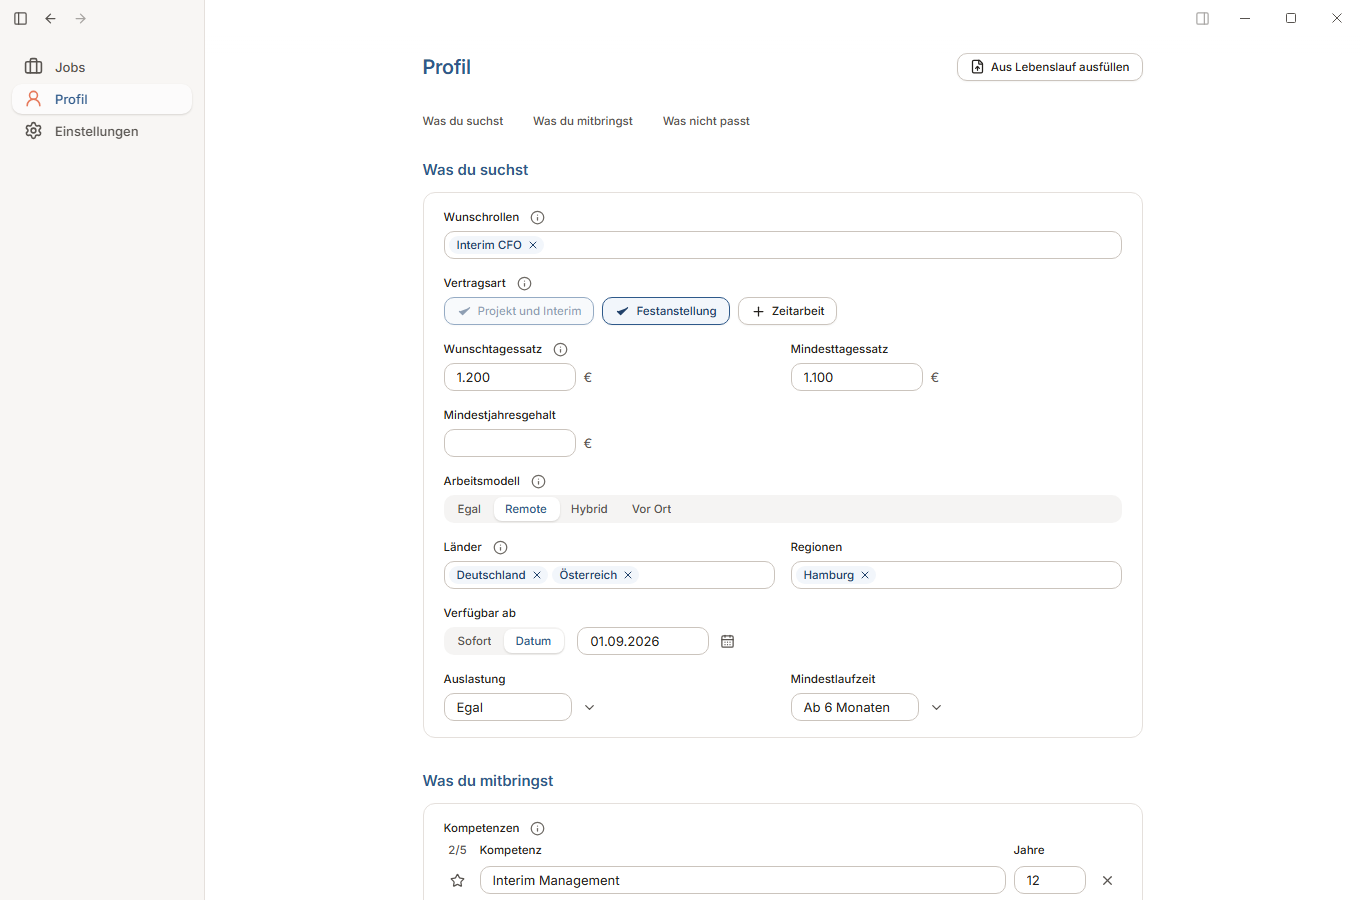 Jobs
Profil
Einstellungen
Profil
Aus Lebenslauf ausfüllen
Was du suchst
Was du mitbringst
Was nicht passt
Was du suchst
Wunschrollen
Interim CFO
Vertragsart
Projekt und Interim
Festanstellung
Zeitarbeit
Wunschtagessatz
Mindesttagessatz
1.200 €
1.100 €
Mindestjahresgehalt
€
Arbeitsmodell
Egal
Remote
Hybrid
Vor Ort
Länder
Regionen
Deutschland
Österreich
Hamburg
Verfügbar ab
Sofort
Datum
01.09.2026
Auslastung
Mindestlaufzeit
Egal
Ab 6 Monaten
Was du mitbringst
Kompetenzen
2/5
Kompetenz
Jahre
Interim Management
12